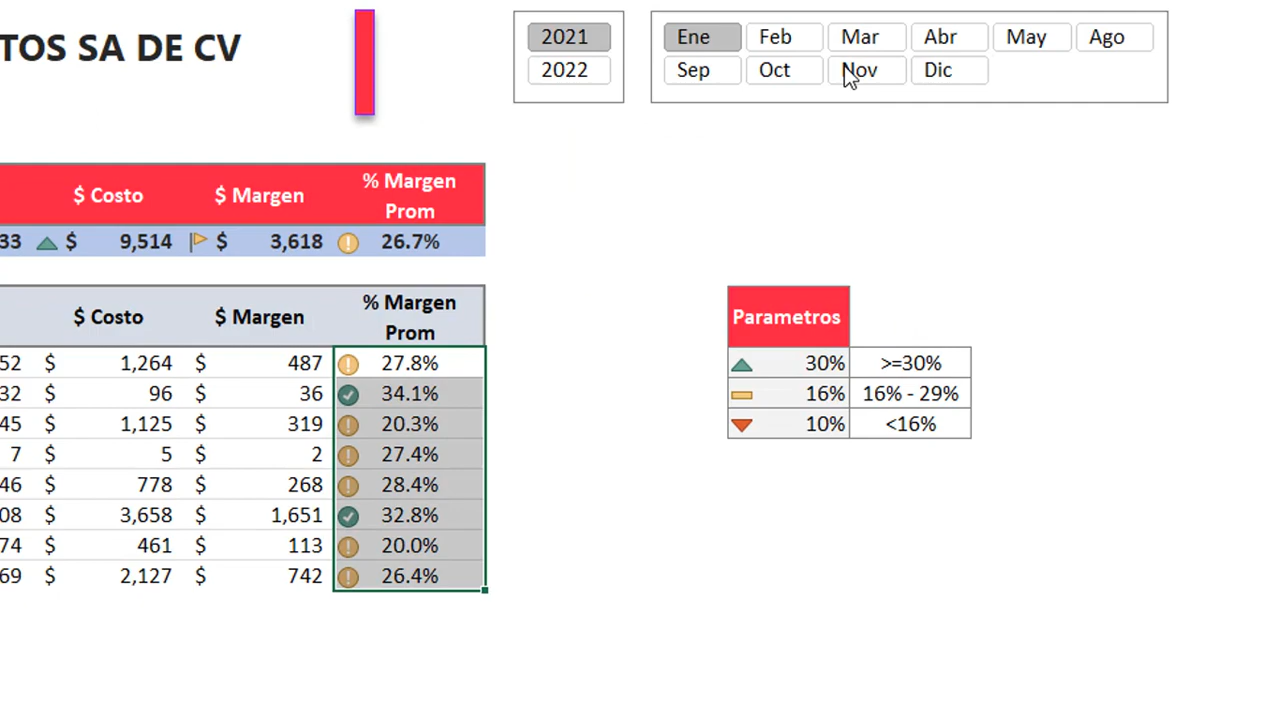 TOS SA DE CV
2021
2022
Ene Feb Mar Abr May Ago
Sep Oct Nov Dic
$ Costo $ Margen % Margen Prom
33 $ 9,514 $ 3,618 26.7%
$ Costo $ Margen % Margen Prom
52 $ 1,264 $ 487 27.8%
32 $ 96 $ 36 34.1%
45 $ 1,125 $ 319 20.3%
7 $ 5 $ 2 27.4%
46 $ 778 $ 268 28.4%
08 $ 3,658 $ 1,651 32.8%
74 $ 461 $ 113 20.0%
69 $ 2,127 $ 742 26.4%
Parametros
30% >=30%
16% 16% - 29%
10% <16%